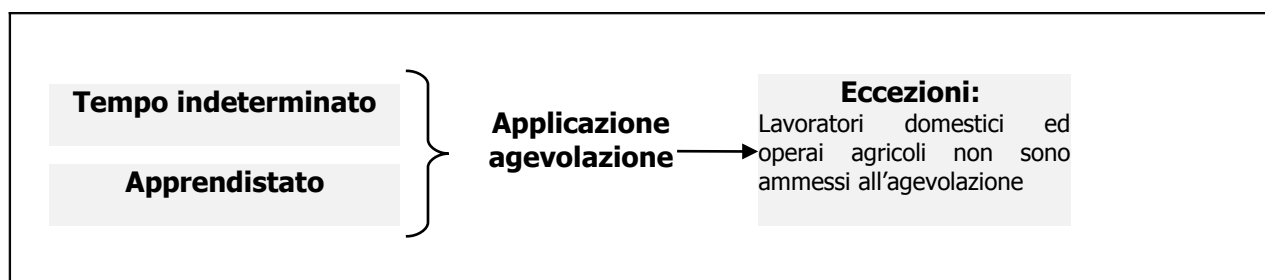 Tempo indeterminato
Apprendistato
Applicazione
agevolazione
Eccezioni:
Lavoratori domestici ed
operai agricoli non sono
ammessi all’agevolazione